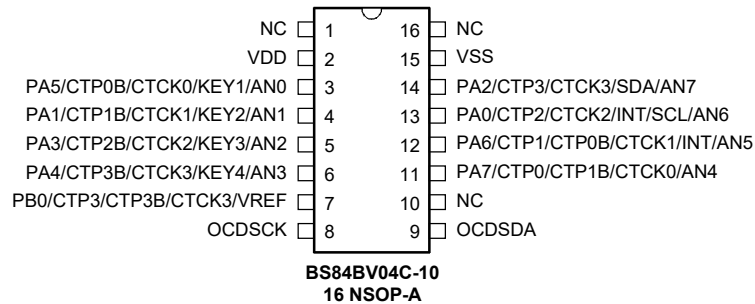 NC 1 16 NC
VDD 2 15 VSS
PA5/CTP0B/CTCK0/KEY1/AN0 3 14 PA2/CTP3/CTCK3/SDA/AN7
PA1/CTP1B/CTCK1/KEY2/AN1 4 13 PA0/CTP2/CTCK2/INT/SCL/AN6
PA3/CTP2B/CTCK2/KEY3/AN2 5 12 PA6/CTP1/CTP0B/CTCK1/INT/AN5
PA4/CTP3B/CTCK3/KEY4/AN3 6 11 PA7/CTP0/CTP1B/CTCK0/AN4
PB0/CTP3/CTP3B/CTCK3/VREF 7 10 NC
OCDSCK 8 9 OCDSDA
BS84BV04C-10
16 NSOP-A